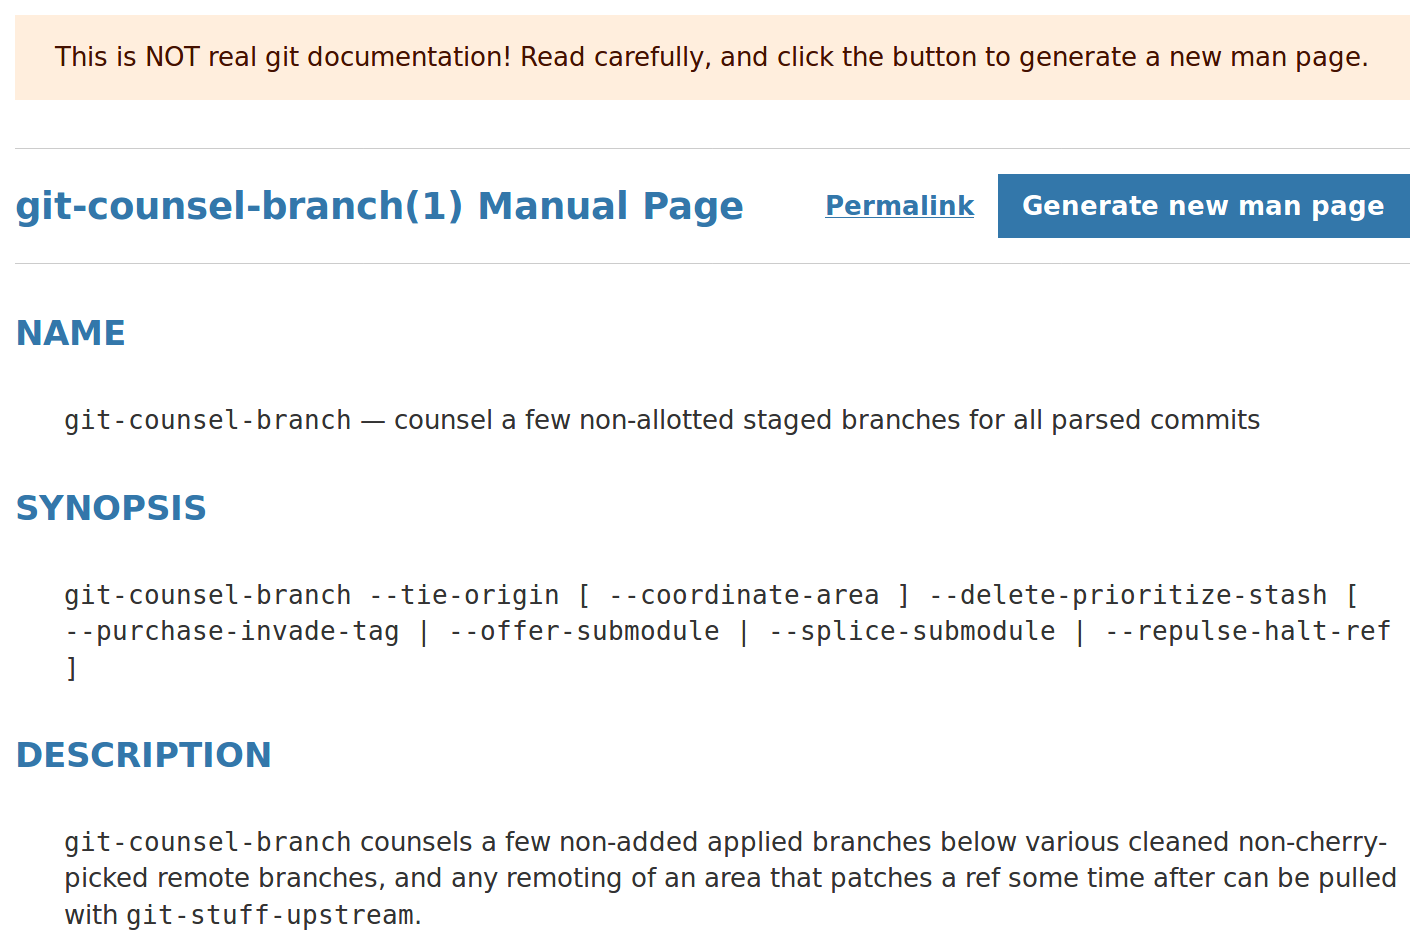 This is NOT real git documentation! Read carefully, and click the button to generate a new man page.
git-counsel-branch(1) Manual Page
Permalink
Generate new man page
NAME
git-counsel-branch — counsel a few non-allotted staged branches for all parsed commits
SYNOPSIS
git-counsel-branch --tie-origin [ --coordinate-area ] --delete-prioritize-stash [
--purchase-invade-tag | --offer-submodule | --splice-submodule | --repulse-halt-ref
]
DESCRIPTION
git-counsel-branch counsels a few non-added applied branches below various cleaned non-cherry-
picked remote branches, and any remoting of an area that patches a ref some time after can be pulled
with git-stuff-upstream.